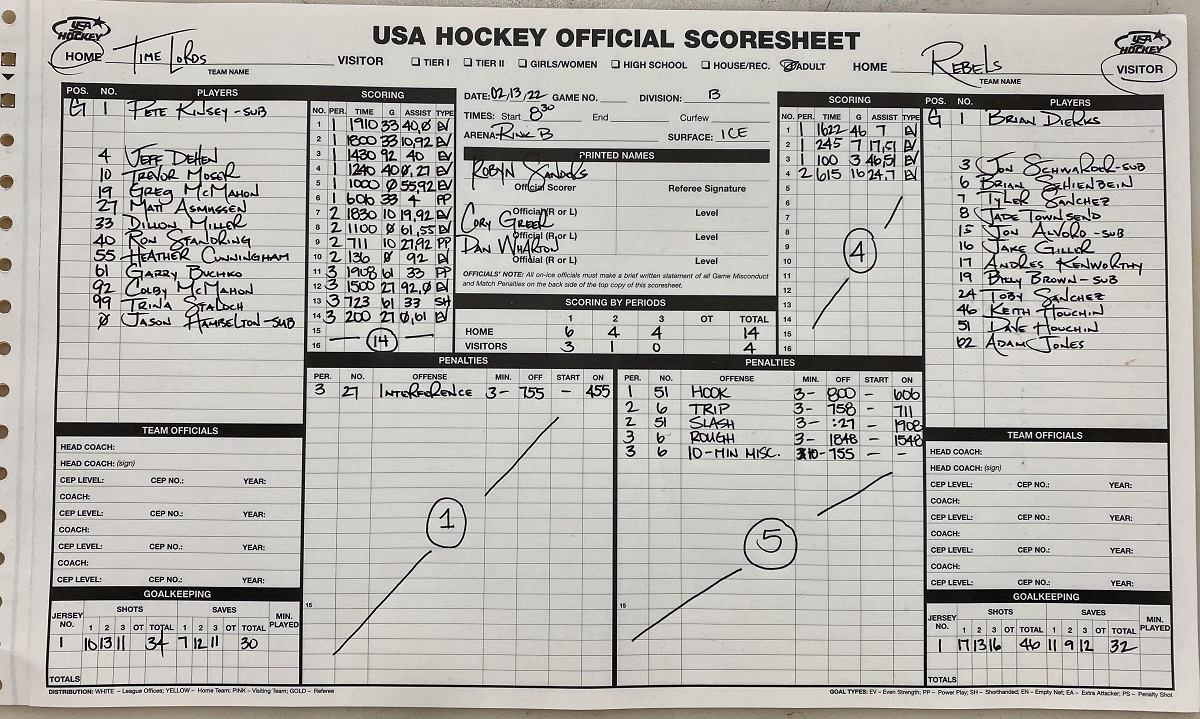 USA HOCKEY OFFICIAL SCORESHEET
USA HOCKEY
USA HOCKEY
HOME TIME LORDS VISITOR
TEAM NAME
☐ TIER I ☐ TIER II ☐ GIRLS/WOMEN ☐ HIGH SCHOOL ☐ HOUSE/REC. ☒ ADULT
HOME REBELS VISITOR
TEAM NAME
POS. NO. PLAYERS
G 1 PETE KINSEY -SUB
4 JEFF DEHEN
10 TREVOR MOSER
19 GREG MCMAHON
27 MATT ASMUSSEN
33 DILLON MILLER
40 RON STANDRING
55 HEATHER CUNNINGHAM
61 GARRY BUCHKO
92 COLBY MCMAHON
99 TRINA STALOCH
Ø JASON HAMBELTON -SUB
SCORING
NO. PER. TIME G ASSIST TYPE
1 1 1910 33 40,Ø EV
2 1 1800 33 10,92 EV
3 1 1430 92 40 EV
4 1 1240 40 Ø,27 EV
5 1 1000 Ø 55,92 EV
6 1 606 33 4 PP
7 2 1830 10 19,92 EV
8 2 1100 Ø 61,55 EV
9 2 711 10 27,92 PP
10 2 136 Ø 92 EV
11 3 1908 61 33 PP
12 3 1500 27 92,Ø EV
13 3 723 61 33 SH
14 3 200 27 Ø,61 EV
15
16 14
DATE: 02/13/22 GAME NO. DIVISION: B
TIMES: Start 8:30 End Curfew
ARENA: RINK B SURFACE: ICE
PRINTED NAMES
ROBYN SANDERS
Official Scorer Referee Signature
Official (R or L) Level
CORY GREER
Official (R or L) Level
DAN WHARTON
Official (R or L) Level
OFFICIALS' NOTE: All on-ice officials must make a brief written statement of all Game Misconduct
and Match Penalties on the back side of the top copy of this scoresheet.
SCORING BY PERIODS
1 2 3 OT TOTAL
HOME 6 4 4 14
VISITORS 3 1 0 4
SCORING
NO. PER. TIME G ASSIST TYPE
1 1 1622 46 7 EV
2 1 245 7 17,51 EV
3 1 100 3 46,51 EV
4 2 615 16 24,7 EV
5
6
7
8
9 4
10
11
12
13
14
15
16
POS. NO. PLAYERS
G 1 BRIAN DIERKS
3 JON -SUB
6 BRIAN SCHIENBEIN
7 TYLER SANCHEZ
8 JADE TOWNSEND
15 JON ALVORD -SUB
16 JAKE GILLER
17 ANDRES KENWORTHY
19 BILLY BROWN -SUB
24 TOBY SANCHEZ
46 KEITH HOUCHIN
51 DAVE HOUCHIN
62 ADAM JONES
PENALTIES
PER. NO. OFFENSE MIN. OFF START ON
3 27 INTERFERENCE 3- 755 - 455
1
15
PENALTIES
PER. NO. OFFENSE MIN. OFF START ON
1 51 HOOK 3- 800 - 606
2 6 TRIP 3- 758 - 711
2 51 SLASH 3- :27 - 1908
3 6 ROUGH 3- 1848 - 1548
3 6 10-MIN MISC. 10- 755 - -
5
15
TEAM OFFICIALS
HEAD COACH:
HEAD COACH: (sign)
CEP LEVEL: CEP NO.: YEAR:
COACH:
CEP LEVEL: CEP NO.: YEAR:
COACH:
CEP LEVEL: CEP NO.: YEAR:
COACH:
CEP LEVEL: CEP NO.: YEAR:
GOALKEEPING
JERSEY NO. SHOTS SAVES MIN. PLAYED
1 2 3 OT TOTAL 1 2 3 OT TOTAL
1 10 13 11 34 7 12 11 30
TOTALS
TEAM OFFICIALS
HEAD COACH:
HEAD COACH: (sign)
CEP LEVEL: CEP NO.: YEAR:
COACH:
CEP LEVEL: CEP NO.: YEAR:
COACH:
CEP LEVEL: CEP NO.: YEAR:
COACH:
CEP LEVEL: CEP NO.: YEAR:
GOALKEEPING
JERSEY NO. SHOTS SAVES MIN. PLAYED
1 2 3 OT TOTAL 1 2 3 OT TOTAL
1 17 13 16 46 11 9 12 32
TOTALS
DISTRIBUTION: WHITE – League Offices; YELLOW – Home Team; PINK – Visiting Team; GOLD – Referee
GOAL TYPES: EV – Even Strength; PP – Power Play; SH – Shorthanded; EN – Empty Net; EA – Extra Attacker; PS – Penalty Shot